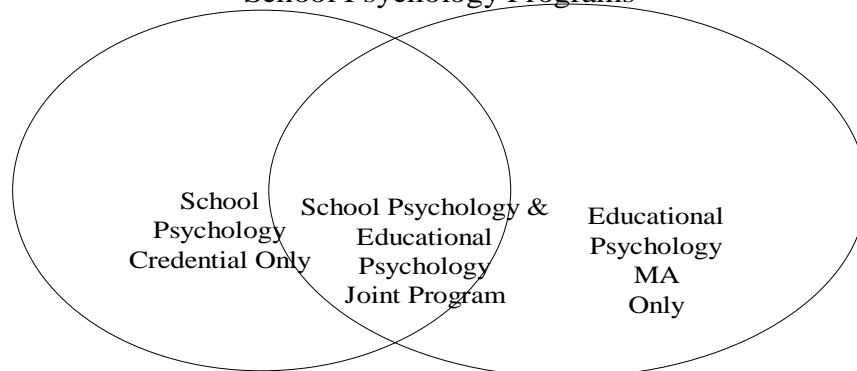 School Psychology Programs
School
Psychology
Credential Only
School Psychology &
Educational
Psychology
Joint Program
Educational
Psychology
MA
Only